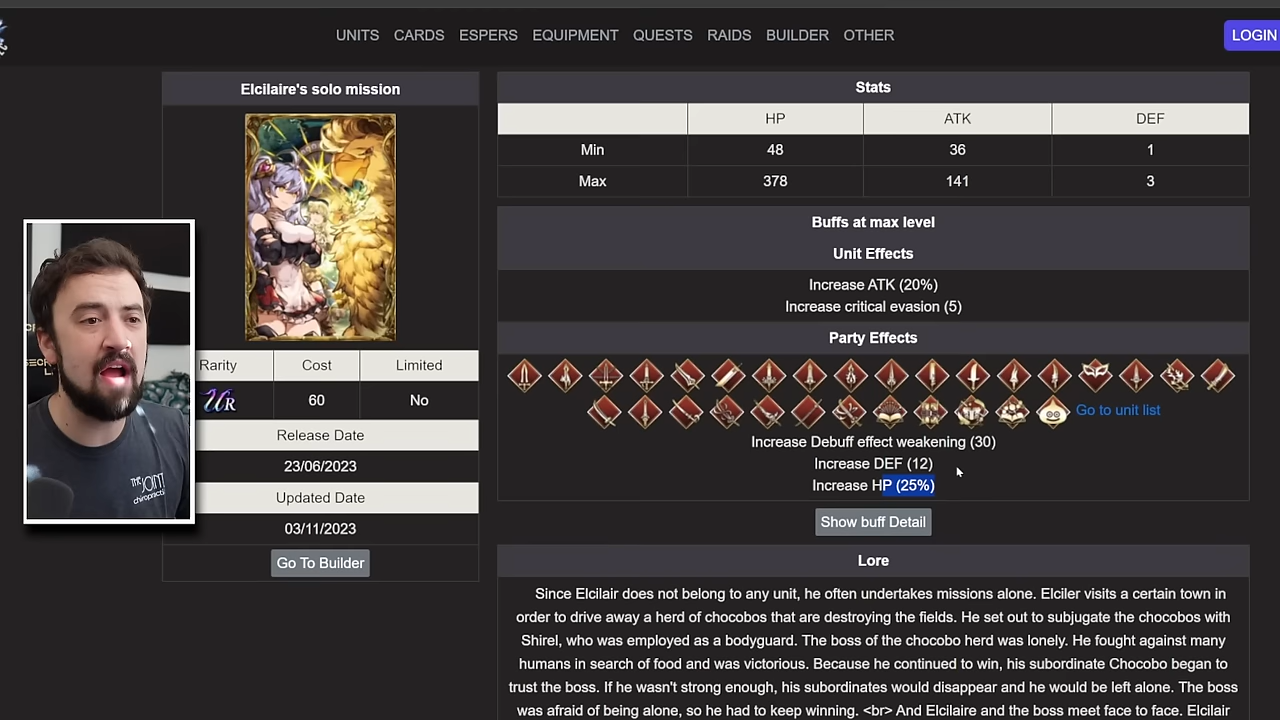 UNITS CARDS ESPERS EQUIPMENT QUESTS RAIDS BUILDER OTHER
LOGIN
Elcilaire's solo mission
Rarity Cost Limited
UR 60 No
Release Date
23/06/2023
Updated Date
03/11/2023
Go To Builder
Stats
HP ATK DEF
Min 48 36 1
Max 378 141 3
Buffs at max level
Unit Effects
Increase ATK (20%)
Increase critical evasion (5)
Party Effects
Go to unit list
Increase Debuff effect weakening (30)
Increase DEF (12)
Increase HP (25%)
Show buff Detail
Lore
Since Elcilair does not belong to any unit, he often undertakes missions alone. Elciler visits a certain town in
order to drive away a herd of chocobos that are destroying the fields. He set out to subjugate the chocobos with
Shirel, who was employed as a bodyguard. The boss of the chocobo herd was lonely. He fought against many
humans in search of food and was victorious. Because he continued to win, his subordinate Chocobo began to
trust the boss. If he wasn't strong enough, his subordinates would disappear and he would be left alone. The boss
was afraid of being alone, so he had to keep winning. <br> And Elcilaire and the boss meet face to face. Elcilair
THE JOINT
chiropractic